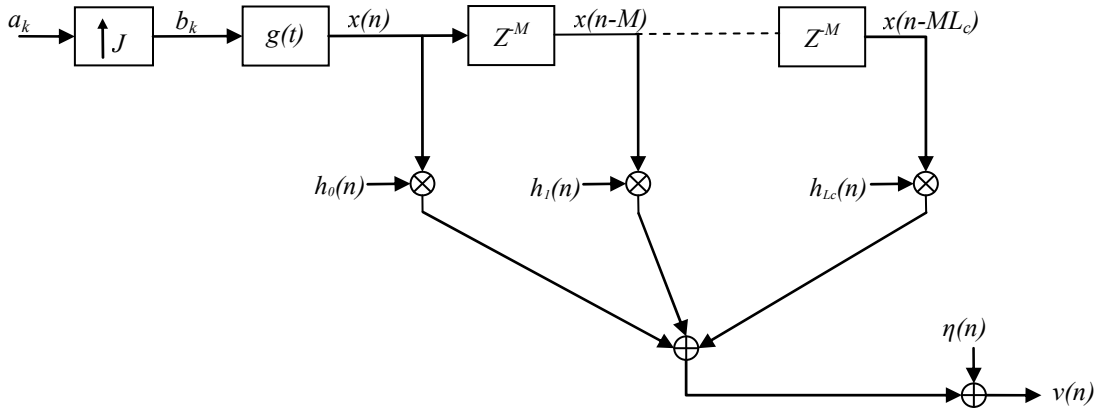 a_k
↑ J
b_k
g(t)
x(n)
Z^-M
x(n-M)
Z^-M
x(n-ML_c)
h_0(n)
h_1(n)
h_Lc(n)
η(n)
v(n)